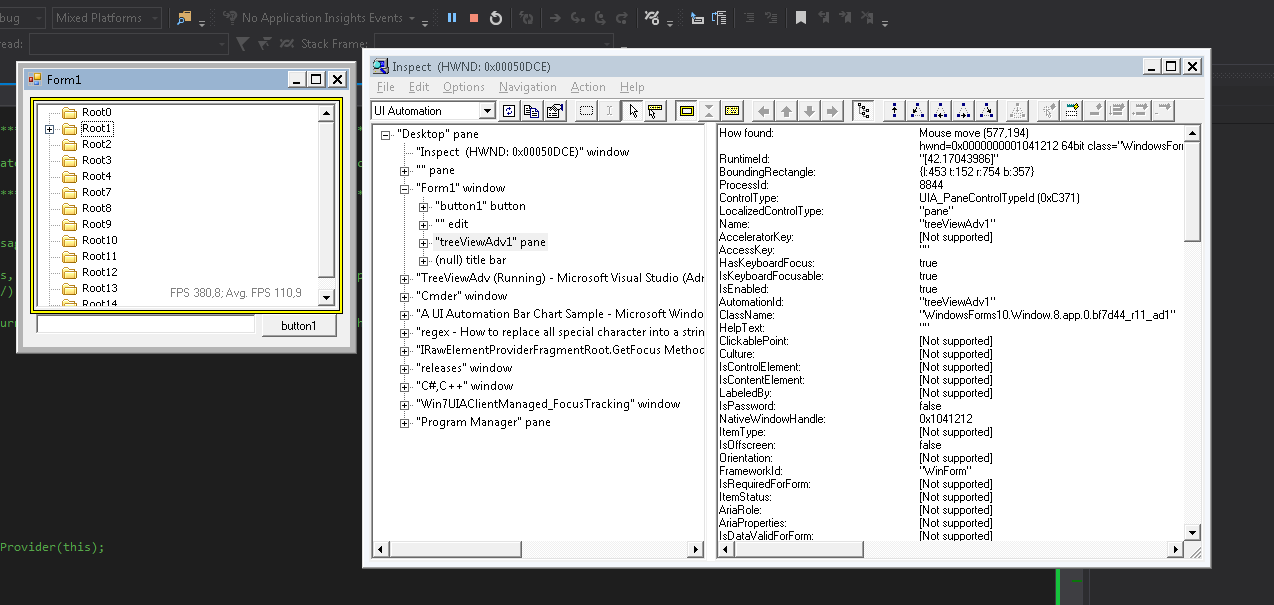 bug
Mixed Platforms
No Application Insights Events
read:
Stack Frame:
Form1
Root0
Root1
Root2
Root3
Root4
Root7
Root8
Root9
Root10
Root11
Root12
Root13
Root14
FPS 380,8; Avg. FPS 110,9
button1
Provider(this);
Inspect (HWND: 0x00050DCE)
File Edit Options Navigation Action Help
UI Automation
"Desktop" pane
"Inspect (HWND: 0x00050DCE" window
"" pane
"Form1" window
"button1" button
"" edit
"treeViewAdv1" pane
(null) title bar
"TreeViewAdv (Running) - Microsoft Visual Studio (Adr
"Cmder" window
"A UI Automation Bar Chart Sample - Microsoft Windo
"regex - How to replace all special character into a strin
"IRawElementProviderFragmentRoot.GetFocus Method
"releases" window
"C#,C++" window
"Win7UIAClientManaged_FocusTracking" window
"Program Manager" pane
How found: Mouse move (577,194)
hwnd=0x0000000001041212 64bit class="WindowsForm
RuntimeId: "[42.17043986]"
BoundingRectangle: {l:453 t:152 r:754 b:357}
ProcessId: 8844
ControlType: UIA_PaneControlTypeId (0xC371)
LocalizedControlType: "pane"
Name: "treeViewAdv1"
AcceleratorKey: [Not supported]
AccessKey: ""
HasKeyboardFocus: true
IsKeyboardFocusable: true
IsEnabled: true
AutomationId: "treeViewAdv1"
ClassName: "WindowsForms10.Window.8.app.0.bf7d44_r11_ad1"
HelpText: ""
ClickablePoint: [Not supported]
Culture: [Not supported]
IsControlElement: [Not supported]
IsContentElement: [Not supported]
LabeledBy: [Not supported]
IsPassword: false
NativeWindowHandle: 0x1041212
ItemType: [Not supported]
IsOffscreen: false
Orientation: [Not supported]
FrameworkId: "WinForm"
IsRequiredForForm: [Not supported]
ItemStatus: [Not supported]
AriaRole: [Not supported]
AriaProperties: [Not supported]
IsDataValidForForm: [Not supported]